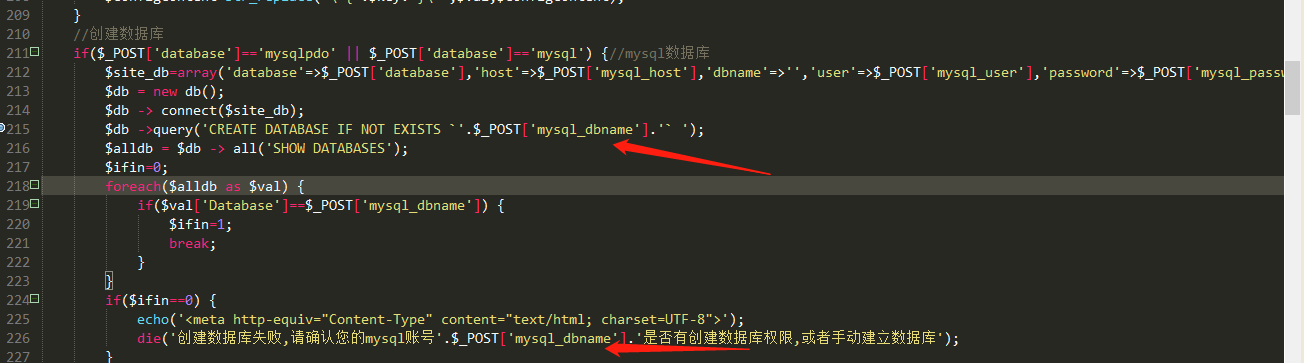 209 }
210 //创建数据库
211 if($_POST['database']=='mysqlpdo' || $_POST['database']=='mysql') {//mysql数据库
212 $site_db=array('database'=>$_POST['database'],'host'=>$_POST['mysql_host'],'dbname'=>'','user'=>$_POST['mysql_user'],'password'=>$_POST['mysql_passw
213 $db = new db();
214 $db -> connect($site_db);
215 $db ->query('CREATE DATABASE IF NOT EXISTS `'.$_POST['mysql_dbname'].'` ');
216 $alldb = $db -> all('SHOW DATABASES');
217 $ifin=0;
218 foreach($alldb as $val) {
219 if($val['Database']==$_POST['mysql_dbname']) {
220 $ifin=1;
221 break;
222 }
223 }
224 if($ifin==0) {
225 echo('<meta http-equiv="Content-Type" content="text/html; charset=UTF-8">');
226 die('创建数据库失败,请确认您的mysql账号'.$_POST['mysql_dbname'].'是否有创建数据库权限,或者手动建立数据库');
227 }